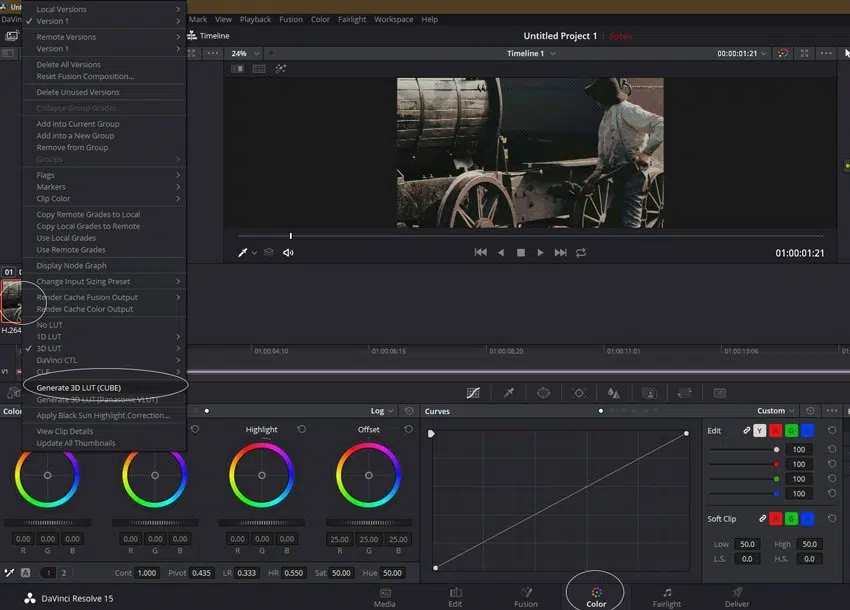 Unt
DaVinci
Mark View Playback Fusion Color Fairlight Workspace Help
Timeline
Untitled Project 1 Edited
24%
Timeline 1
00:00:01:21
Local Versions
Version 1
Remote Versions
Version 1
Delete All Versions
Reset Fusion Composition...
Delete Unused Versions
Collapse Group Grades
Add into Current Group
Add into a New Group
Remove from Group
Groups
Flags
Markers
Clip Color
Copy Remote Grades to Local
Copy Local Grades to Remote
Use Local Grades
Use Remote Grades
Display Node Graph
Change Input Sizing Preset
Render Cache Fusion Output
Render Cache Color Output
No LUT
1D LUT
3D LUT
DaVinci CTL
CLF
Generate 3D LUT (CUBE)
Generate 3D LUT (Panasonic VLUT)
Apply Black Sun Highlight Correction...
View Clip Details
Update All Thumbnails
01:00:01:21
01
H.264
01:00:04:10 01:00:06:15 01:00:08:20 01:00:11:01 01:00:13:06
V1
Color
Log
Highlight
Offset
0.00 0.00 0.00
R G B
0.00 0.00 0.00
R G B
0.00 0.00 0.00
R G B
25.00 25.00 25.00
R G B
A 1 2 Cont 1.000 Pivot 0.435 LR 0.333 HR 0.550 Sat 50.00 Hue 50.00
Curves
Custom
Edit Y R G B
100
100
100
100
Soft Clip R G B
Low 50.0 High 50.0
L.S. 0.0 H.S. 0.0
DaVinci Resolve 15
Media Edit Fusion Color Fairlight Deliver